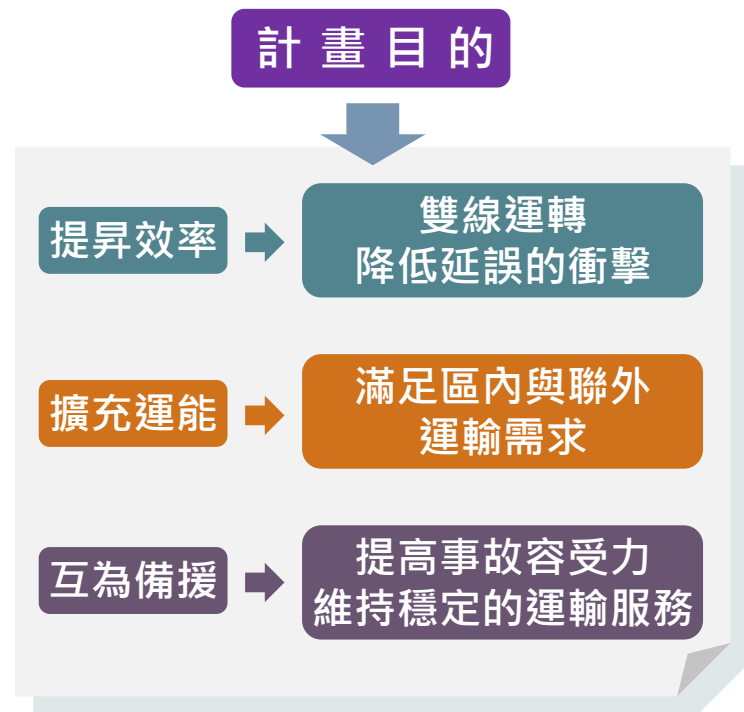 計畫目的
提昇效率
雙線運轉
降低延誤的衝擊
擴充運能
滿足區內與聯外
運輸需求
互為備援
提高事故容受力
維持穩定的運輸服務